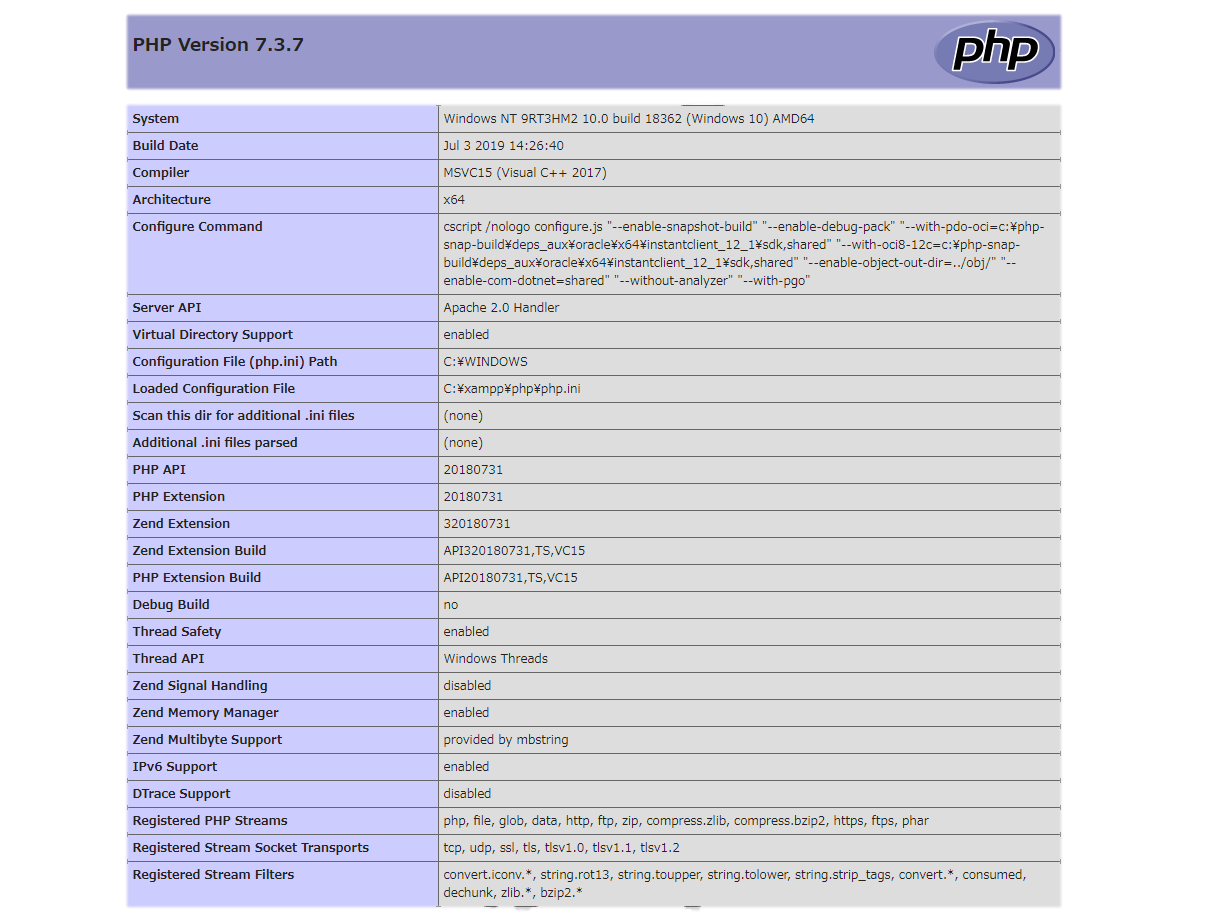 PHP Version 7.3.7
php
System Windows NT 9RT3HM2 10.0 build 18362 (Windows 10) AMD64
Build Date Jul 3 2019 14:26:40
Compiler MSVC15 (Visual C++ 2017)
Architecture x64
Configure Command cscript /nologo configure.js "--enable-snapshot-build" "--enable-debug-pack" "--with-pdo-oci=c:¥php-
snap-build¥deps_aux¥oracle¥x64¥instantclient_12_1¥sdk,shared" "--with-oci8-12c=c:¥php-snap-
build¥deps_aux¥oracle¥x64¥instantclient_12_1¥sdk,shared" "--enable-object-out-dir=../obj/" "--
enable-com-dotnet=shared" "--without-analyzer" "--with-pgo"
Server API Apache 2.0 Handler
Virtual Directory Support enabled
Configuration File (php.ini) Path C:¥WINDOWS
Loaded Configuration File C:¥xampp¥php¥php.ini
Scan this dir for additional .ini files (none)
Additional .ini files parsed (none)
PHP API 20180731
PHP Extension 20180731
Zend Extension 320180731
Zend Extension Build API320180731,TS,VC15
PHP Extension Build API20180731,TS,VC15
Debug Build no
Thread Safety enabled
Thread API Windows Threads
Zend Signal Handling disabled
Zend Memory Manager enabled
Zend Multibyte Support provided by mbstring
IPv6 Support enabled
DTrace Support disabled
Registered PHP Streams php, file, glob, data, http, ftp, zip, compress.zlib, compress.bzip2, https, ftps, phar
Registered Stream Socket Transports tcp, udp, ssl, tls, tlsv1.0, tlsv1.1, tlsv1.2
Registered Stream Filters convert.iconv.*, string.rot13, string.toupper, string.tolower, string.strip_tags, convert.*, consumed,
dechunk, zlib.*, bzip2.*